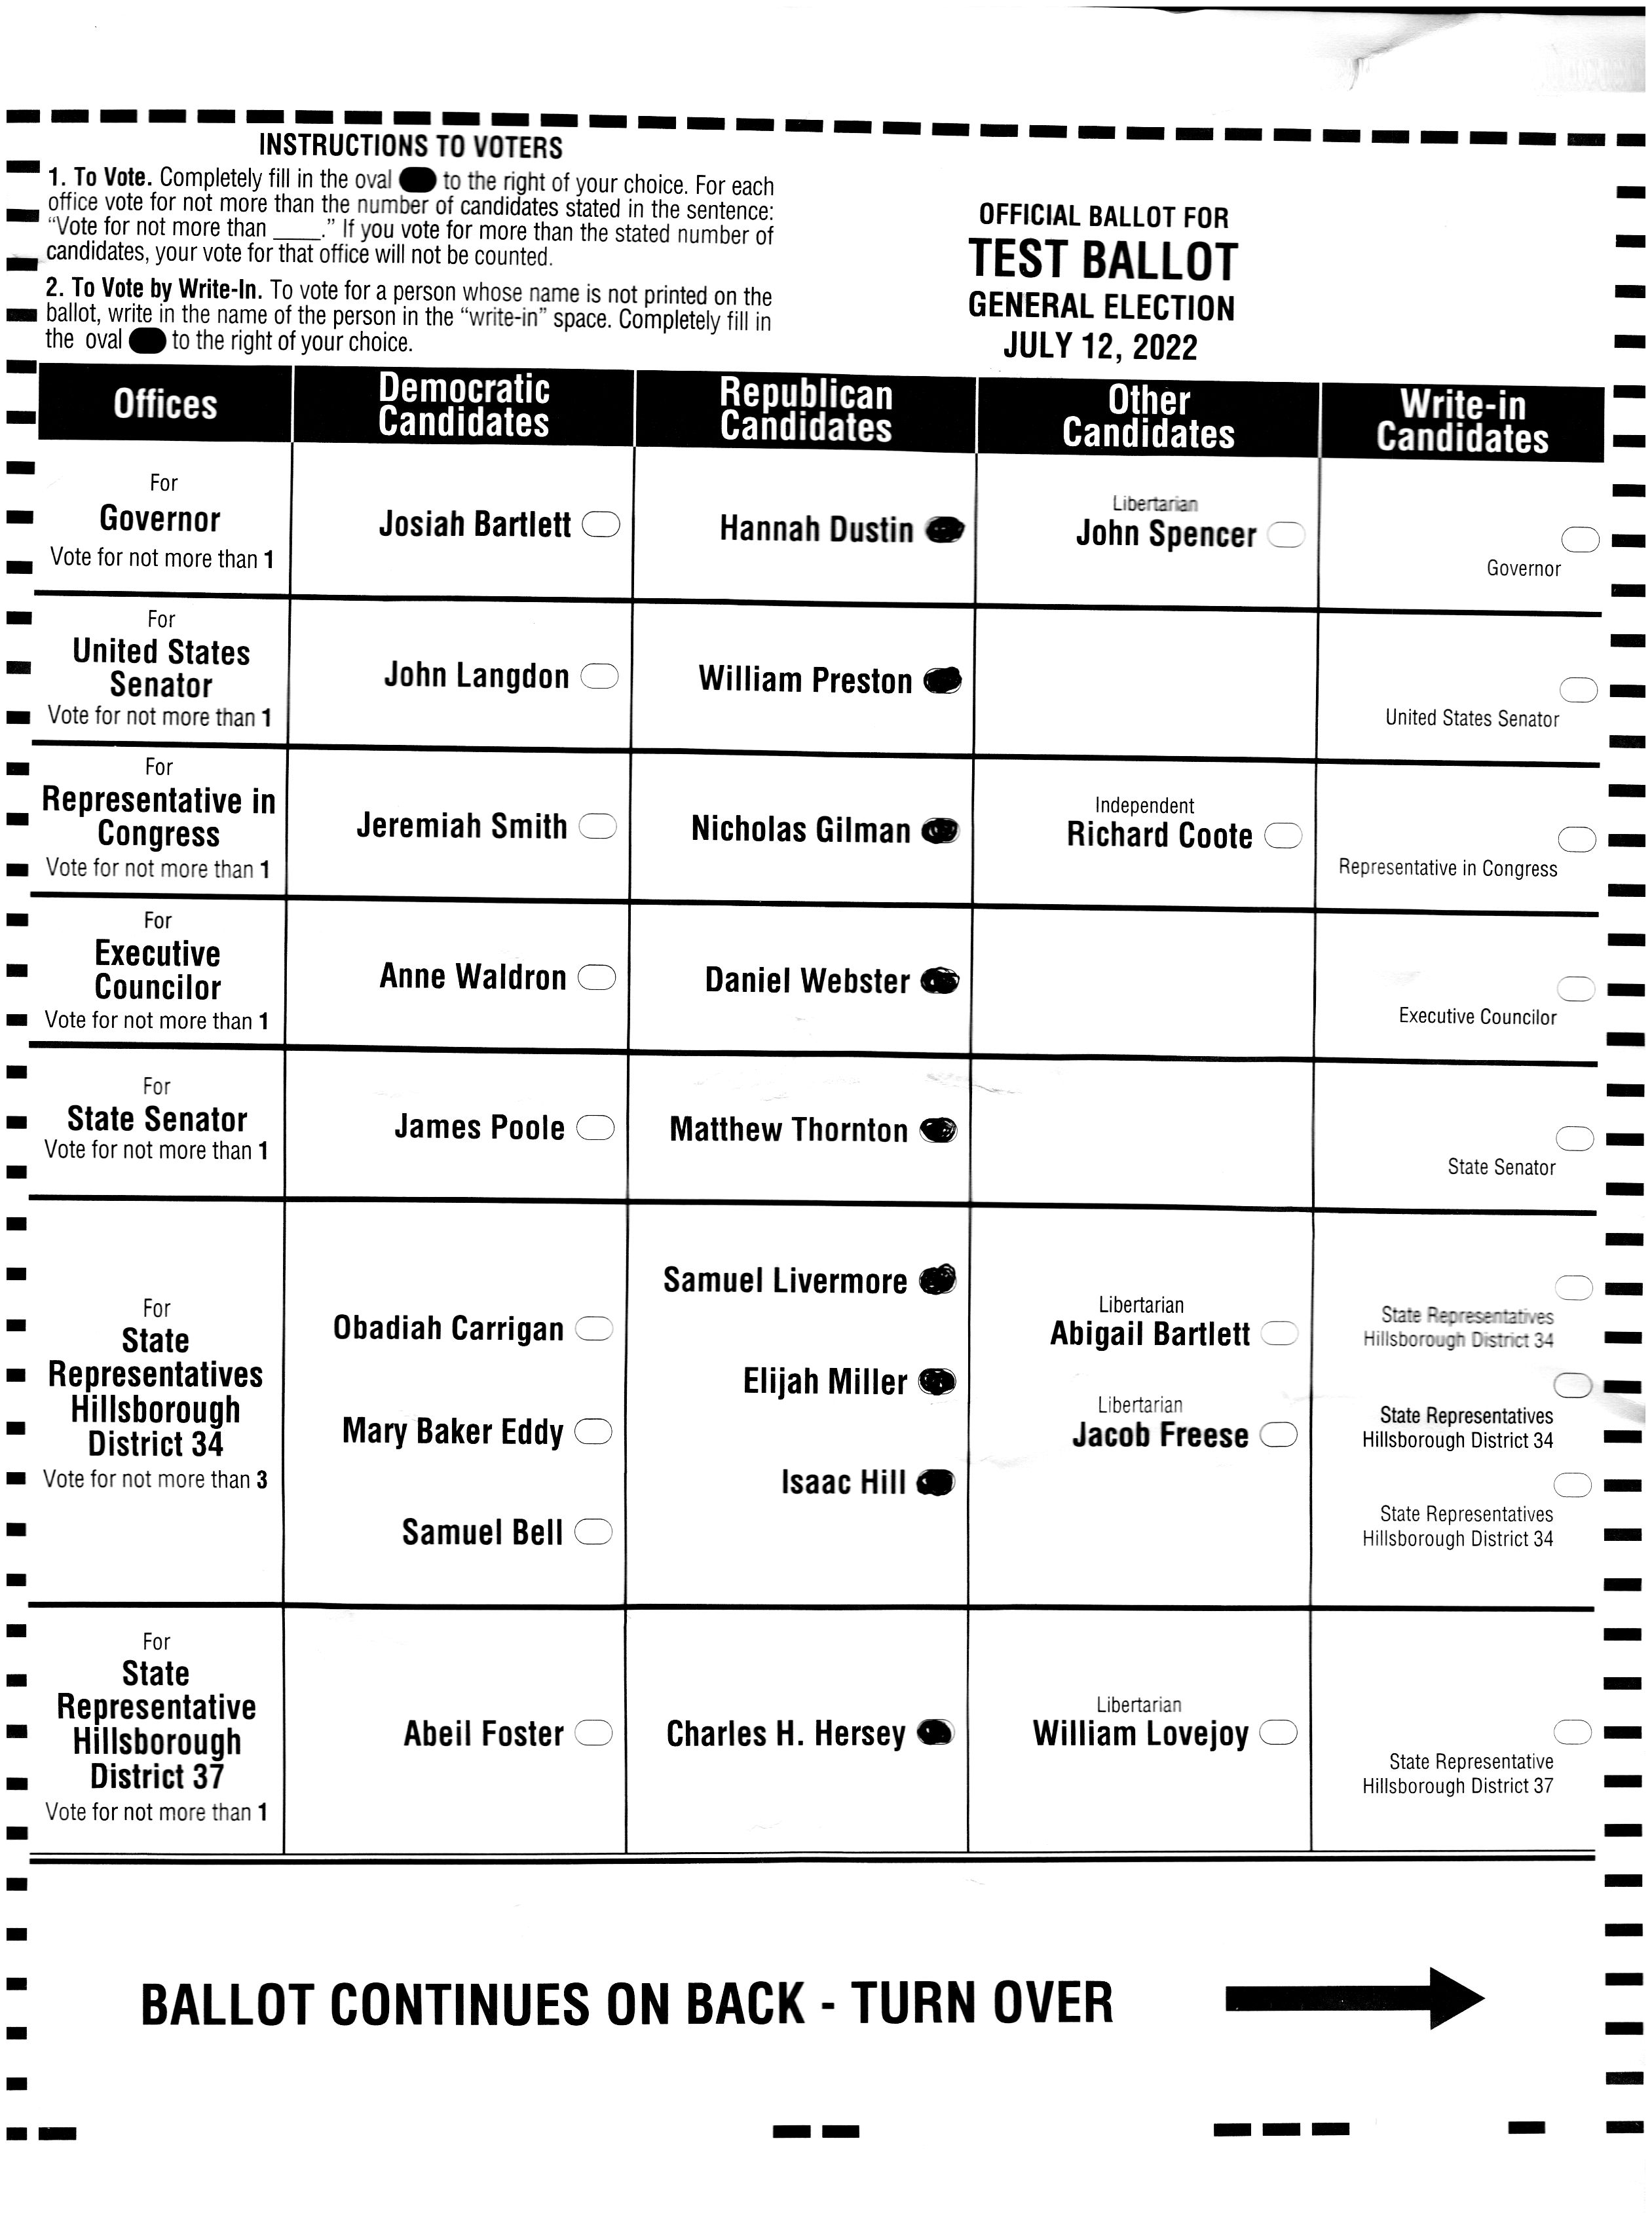 INSTRUCTIONS TO VOTERS
1. To Vote. Completely fill in the oval to the right of your choice. For each
office vote for not more than the number of candidates stated in the sentence:
“Vote for not more than ____.” If you vote for more than the stated number of
candidates, your vote for that office will not be counted.
2. To Vote by Write-In. To vote for a person whose name is not printed on the
ballot, write in the name of the person in the “write-in” space. Completely fill in
the oval to the right of your choice.
OFFICIAL BALLOT FOR
TEST BALLOT
GENERAL ELECTION
JULY 12, 2022
Offices
Democratic
Candidates
Republican
Candidates
Other
Candidates
Write-in
Candidates
For
Governor
Vote for not more than 1
Josiah Bartlett
Hannah Dustin
Libertarian
John Spencer
Governor
For
United States
Senator
Vote for not more than 1
John Langdon
William Preston
United States Senator
For
Representative in
Congress
Vote for not more than 1
Jeremiah Smith
Nicholas Gilman
Independent
Richard Coote
Representative in Congress
For
Executive
Councilor
Vote for not more than 1
Anne Waldron
Daniel Webster
Executive Councilor
For
State Senator
Vote for not more than 1
James Poole
Matthew Thornton
State Senator
For
State
Representatives
Hillsborough
District 34
Vote for not more than 3
Obadiah Carrigan
Mary Baker Eddy
Samuel Bell
Samuel Livermore
Elijah Miller
Isaac Hill
Libertarian
Abigail Bartlett
Libertarian
Jacob Freese
State Representatives
Hillsborough District 34
State Representatives
Hillsborough District 34
State Representatives
Hillsborough District 34
For
State
Representative
Hillsborough
District 37
Vote for not more than 1
Abeil Foster
Charles H. Hersey
Libertarian
William Lovejoy
State Representative
Hillsborough District 37
BALLOT CONTINUES ON BACK - TURN OVER